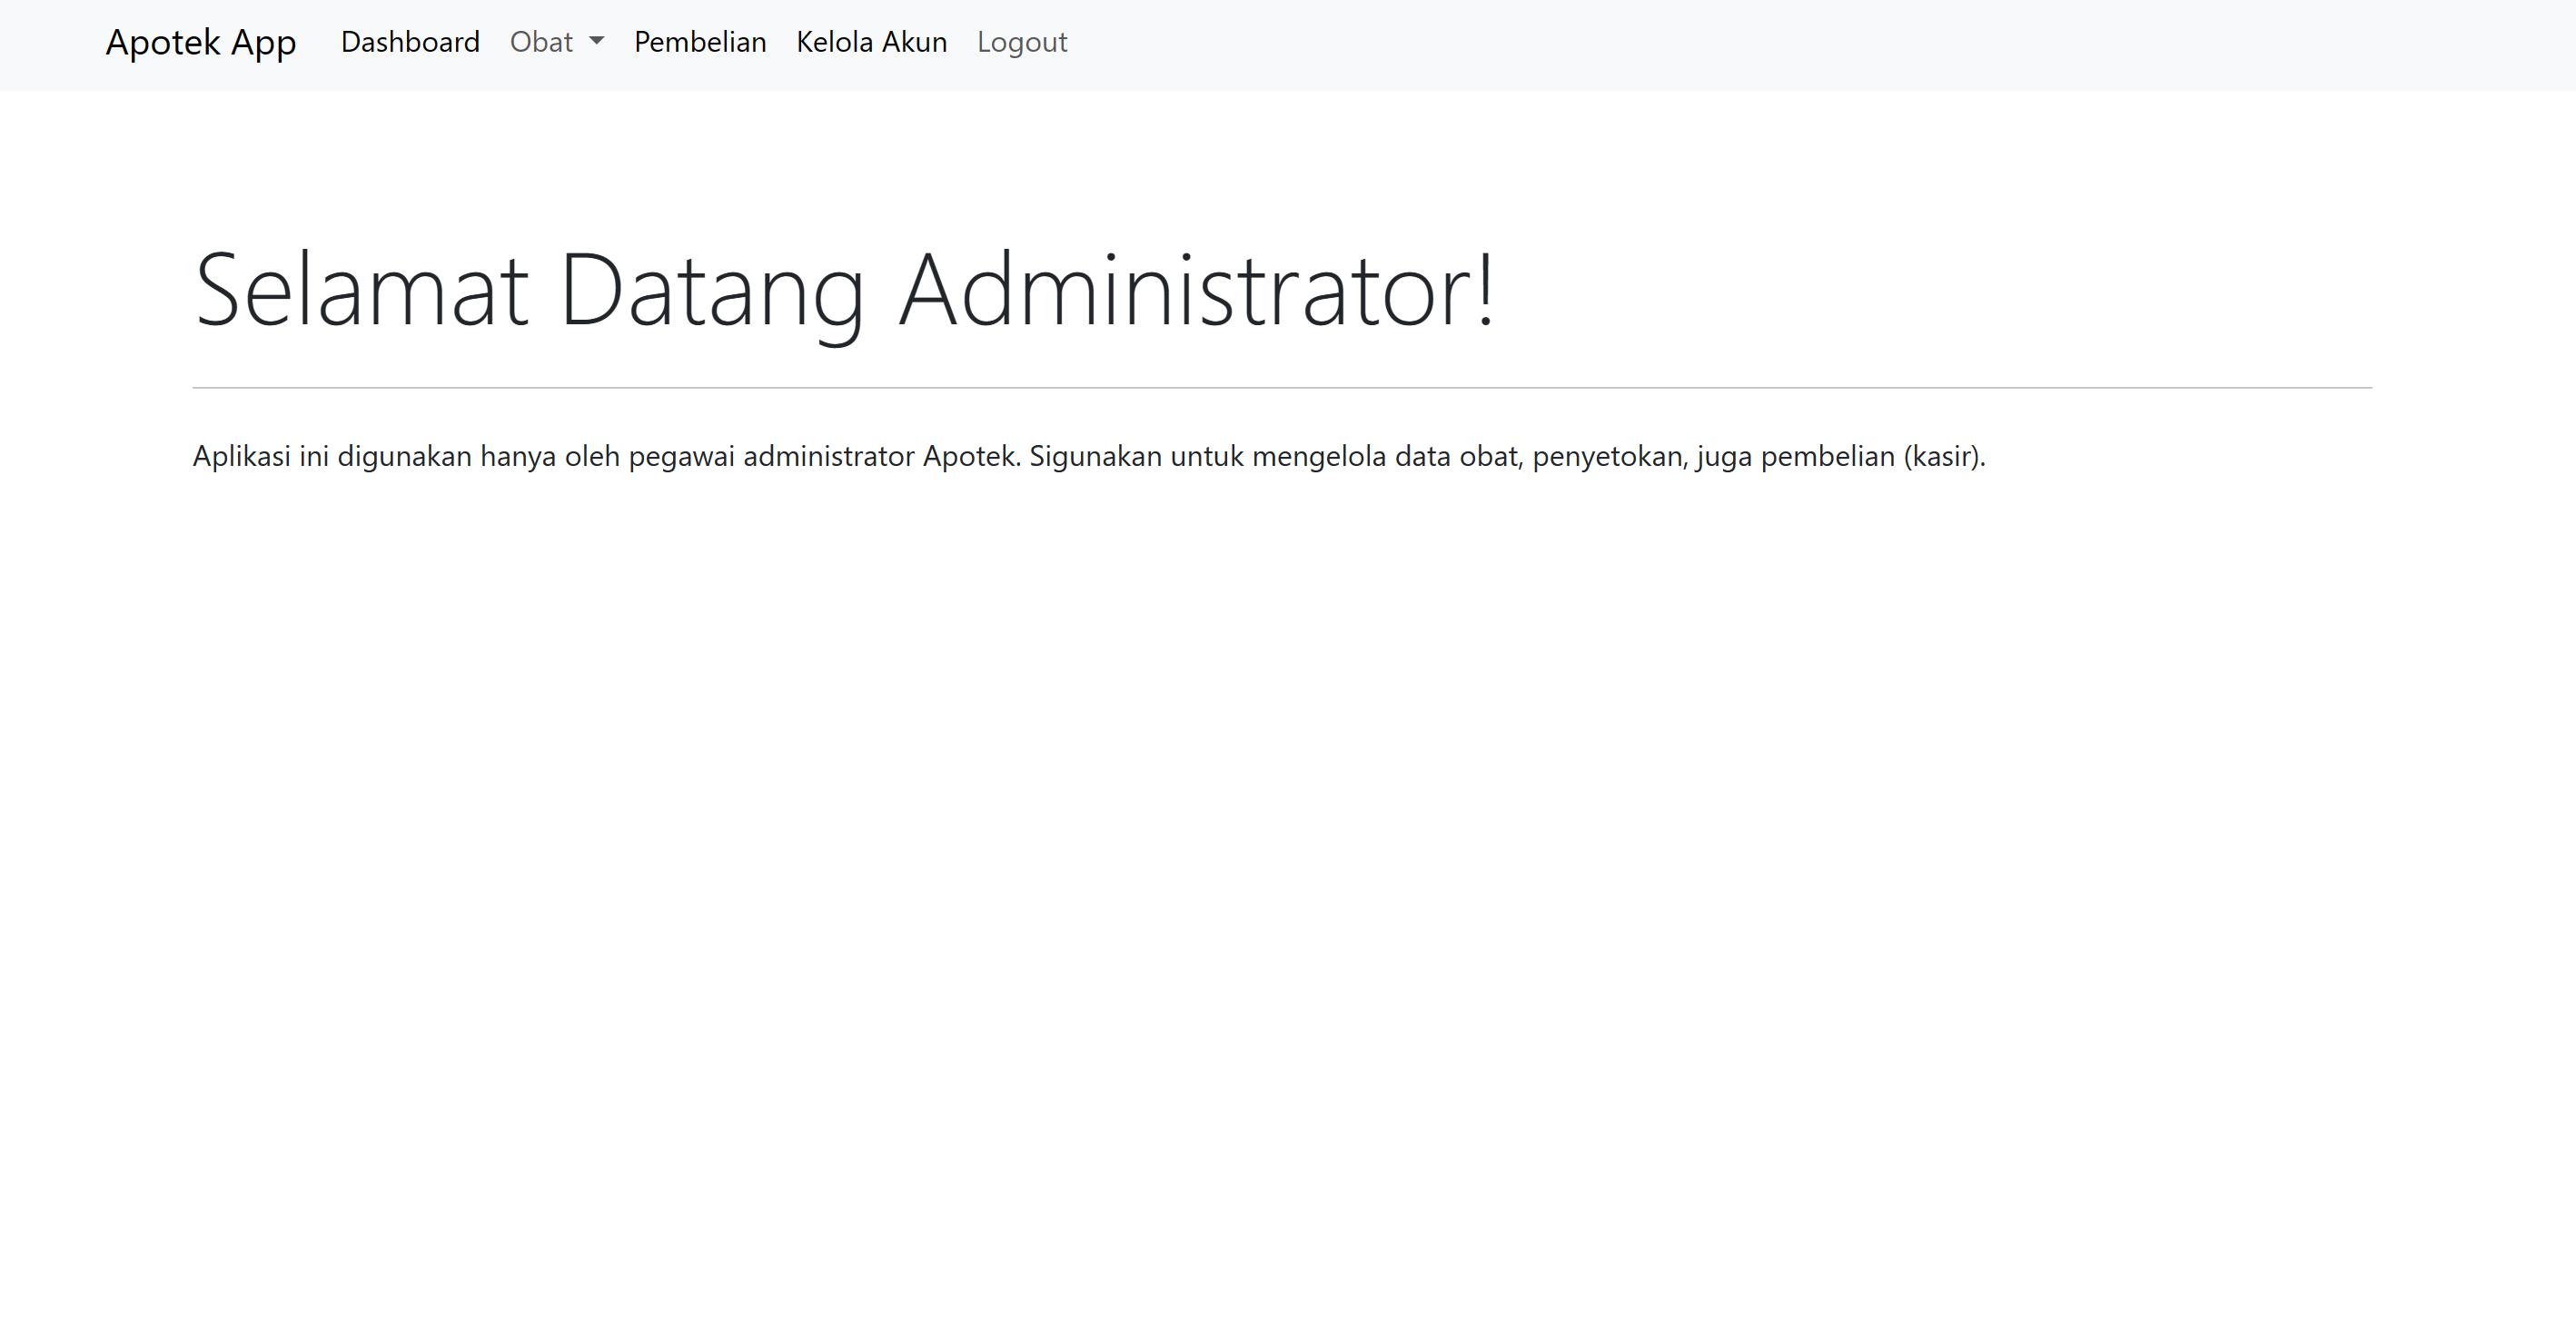 Apotek App Dashboard Obat Pembelian Kelola Akun Logout
Selamat Datang Administrator!
Aplikasi ini digunakan hanya oleh pegawai administrator Apotek. Sigunakan untuk mengelola data obat, penyetokan, juga pembelian (kasir).